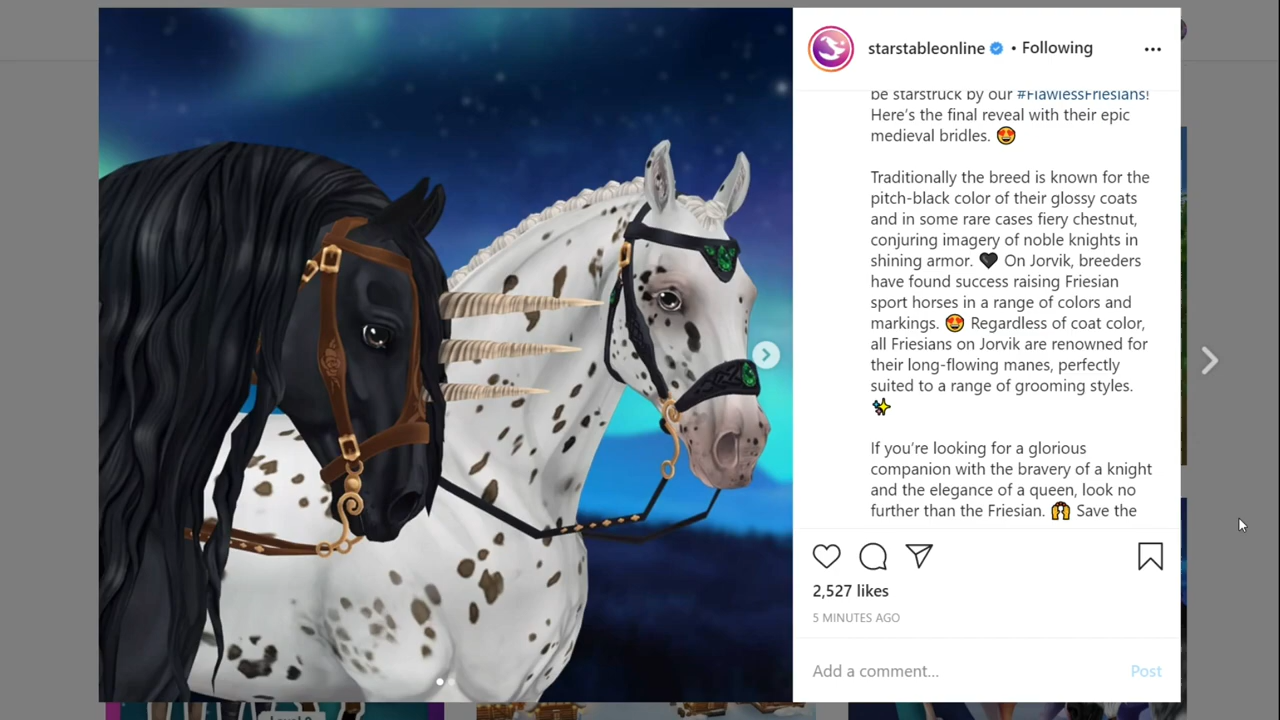 starstableonline • Following
be starstruck by our #FlawlessFriesians!
Here’s the final reveal with their epic
medieval bridles. 😍
Traditionally the breed is known for the
pitch-black color of their glossy coats
and in some rare cases fiery chestnut,
conjuring imagery of noble knights in
shining armor. 🖤 On Jorvik, breeders
have found success raising Friesian
sport horses in a range of colors and
markings. 😍 Regardless of coat color,
all Friesians on Jorvik are renowned for
their long-flowing manes, perfectly
suited to a range of grooming styles.
✨
If you’re looking for a glorious
companion with the bravery of a knight
and the elegance of a queen, look no
further than the Friesian. 🙌 Save the
2,527 likes
5 MINUTES AGO
Add a comment... Post